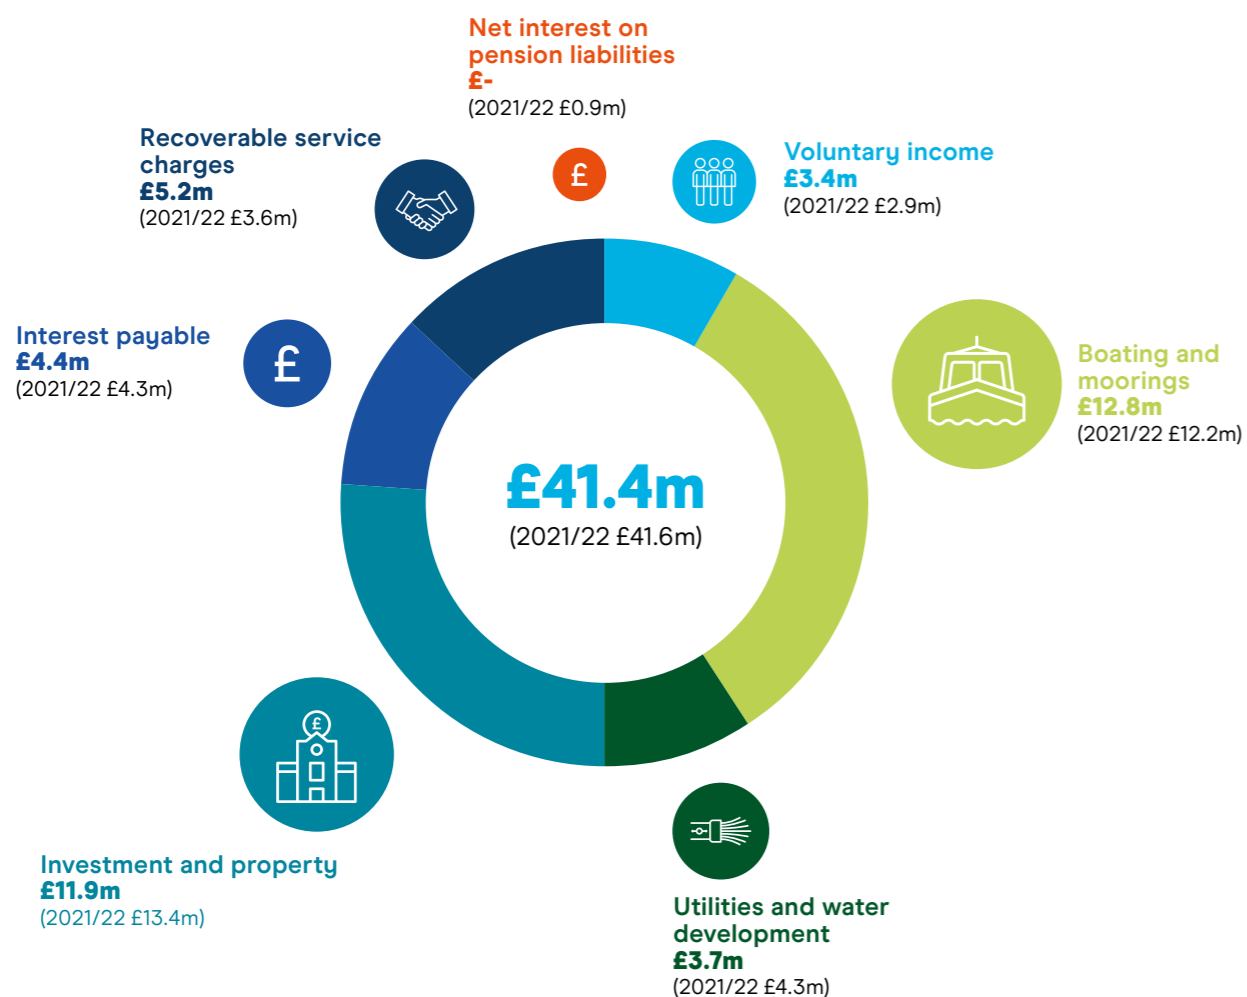 Net interest on
pension liabilities
£-
(2021/22 £0.9m)
Recoverable service
charges
£5.2m
(2021/22 £3.6m)
£
Voluntary income
£3.4m
(2021/22 £2.9m)
Interest payable
£4.4m
(2021/22 £4.3m)
£
Boating and
moorings
£12.8m
(2021/22 £12.2m)
£41.4m
(2021/22 £41.6m)
£
Investment and property
£11.9m
(2021/22 £13.4m)
Utilities and water
development
£3.7m
(2021/22 £4.3m)